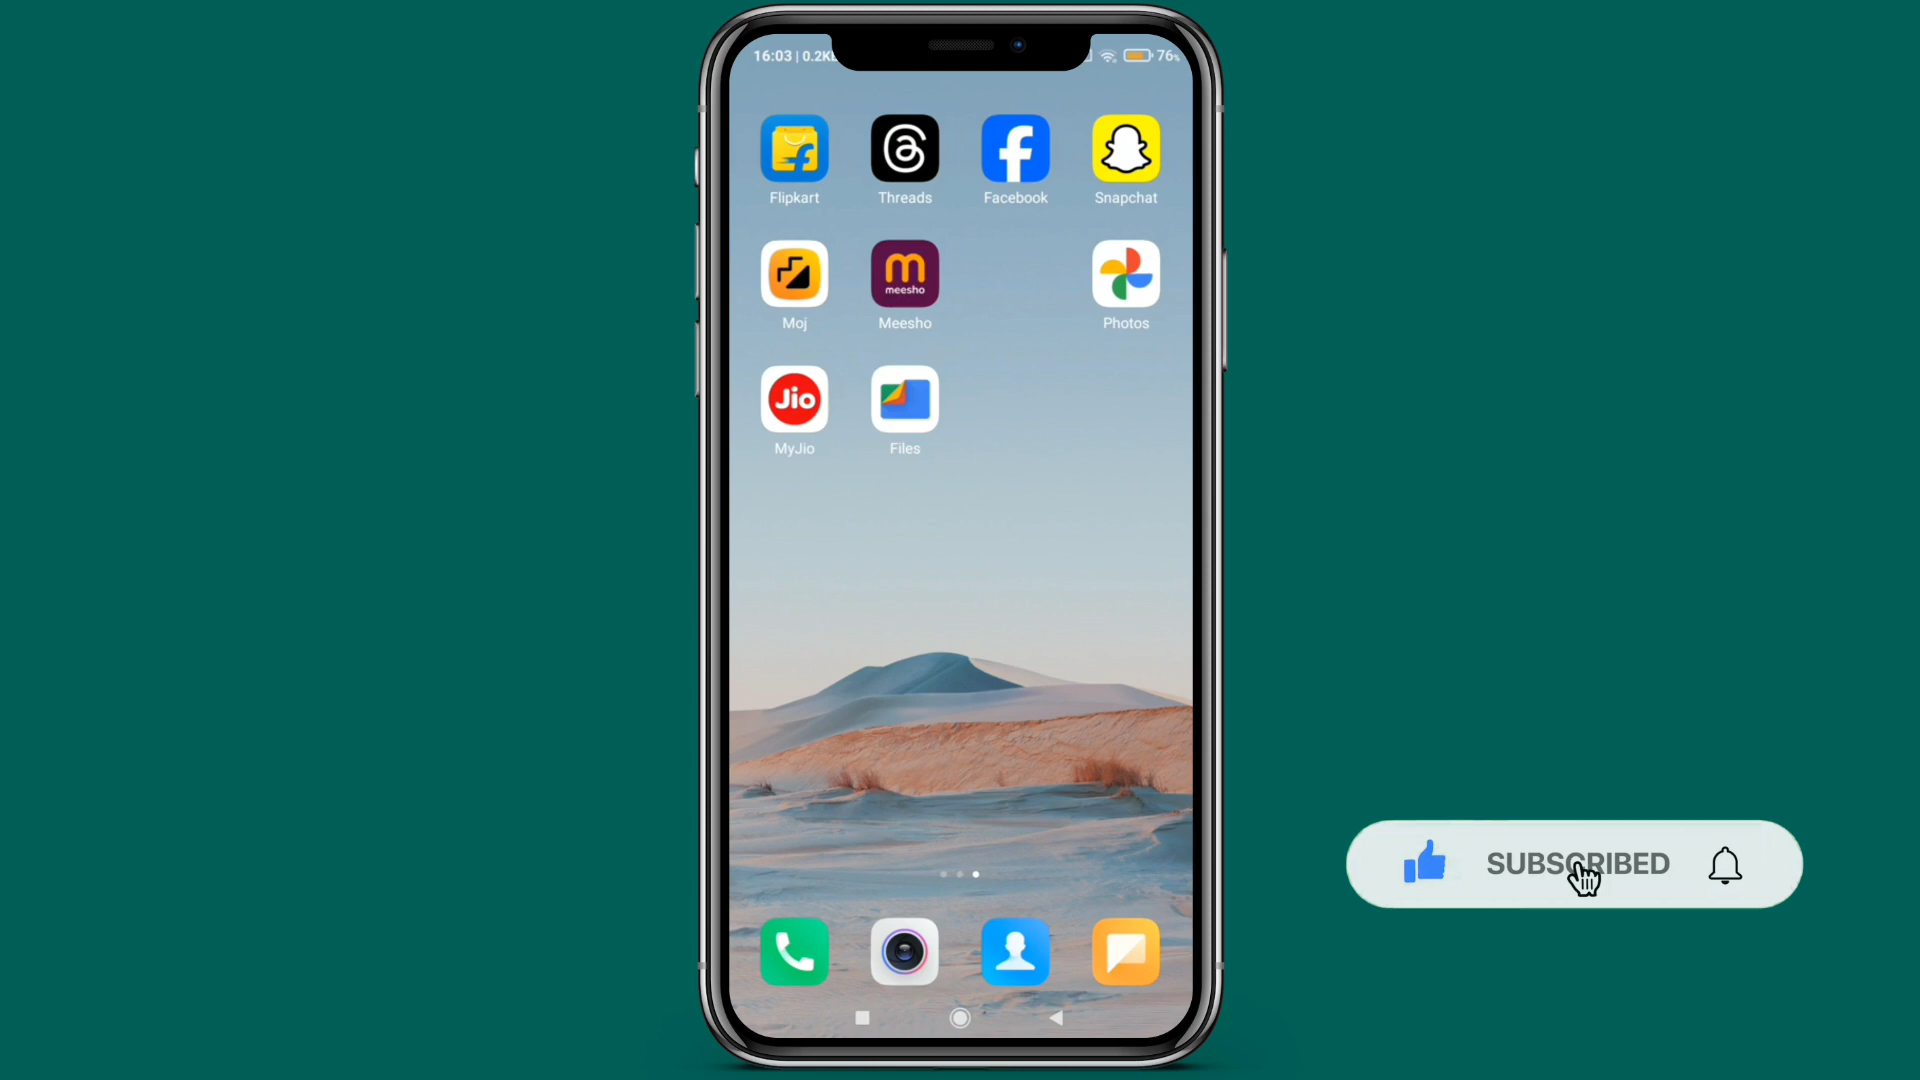 16:03 | 0.2K
76%
Flipkart
Threads
Facebook
Snapchat
meesho
Moj
Meesho
Photos
Jio
MyJio
Files
SUBSCRIBED